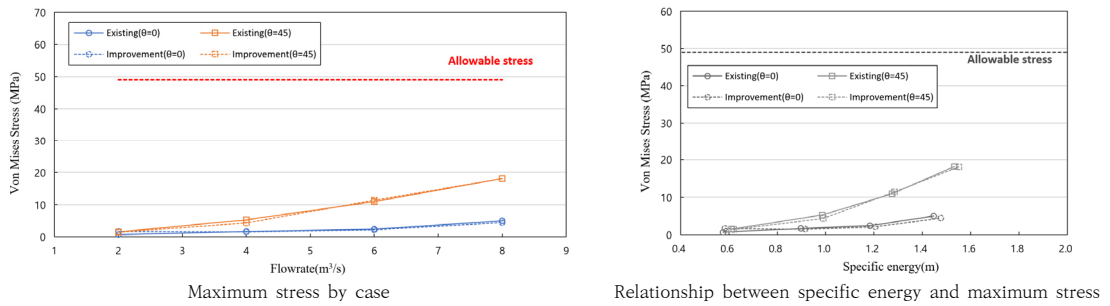 70
60
50
40
30
20
10
0
Von Mises Stress (MPa)
Existing(θ=0)
Existing(θ=45)
Improvement(θ=0)
Improvement(θ=45)
Allowable stress
1
2
3
4
5
6
7
8
9
Flowrate(m³/s)
Maximum stress by case
60
50
40
30
20
10
0
Von Mises Stress (MPa)
Allowable stress
Existing(θ=0)
Existing(θ=45)
Improvement(θ=0)
Improvement(θ=45)
0.4
0.6
0.8
1.0
1.2
1.4
1.6
1.8
2.0
Specific energy(m)
Relationship between specific energy and maximum stress